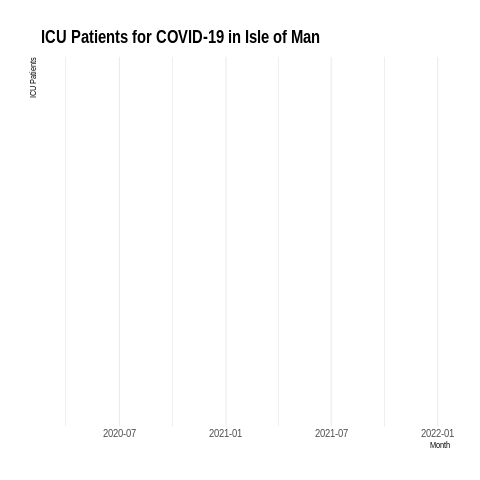 ICU Patients for COVID-19 in Isle of Man
ICU Patients
2020-07
2021-01
2021-07
2022-01
Month